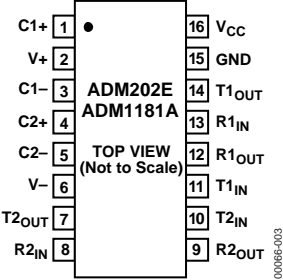 C1+ 1 16 VCC
V+ 2 15 GND
C1– 3 14 T1OUT
ADM202E
ADM1181A
C2+ 4 13 R1IN
C2– 5 12 R1OUT
TOP VIEW
(Not to Scale)
V– 6 11 T1IN
T2OUT 7 10 T2IN
R2IN 8 9 R2OUT
00066-003